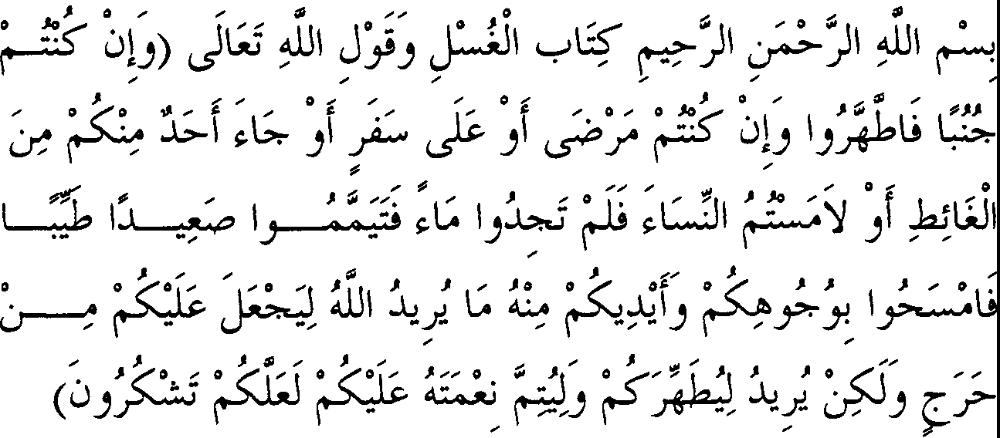 بِسْمِ اللَّهِ الرَّحْمَنِ الرَّحِيمِ كِتَاب الْغُسْلِ وَقَوْلِ اللَّهِ تَعَالَى (وَإِنْ كُنْتُمْ
جُنُبًا فَاطَّهَّرُوا وَإِنْ كُنْتُمْ مَرْضَى أَوْ عَلَى سَفَرٍ أَوْ جَاءَ أَحَدٌ مِنْكُمْ مِنَ
الْغَائِطِ أَوْ لاَمَسْتُمُ النِّسَاءَ فَلَمْ تَجِدُوا مَاءً فَتَيَمَّمُوا صَعِيدًا طَيِّبًا
فَامْسَحُوا بِوُجُوهِكُمْ وَأَيْدِيكُمْ مِنْهُ مَا يُرِيدُ اللَّهُ لِيَجْعَلَ عَلَيْكُمْ مِنْ
حَرَجٍ وَلَكِنْ يُرِيدُ لِيُطَهِّرَكُمْ وَلِيُتِمَّ نِعْمَتَهُ عَلَيْكُمْ لَعَلَّكُمْ تَشْكُرُونَ)